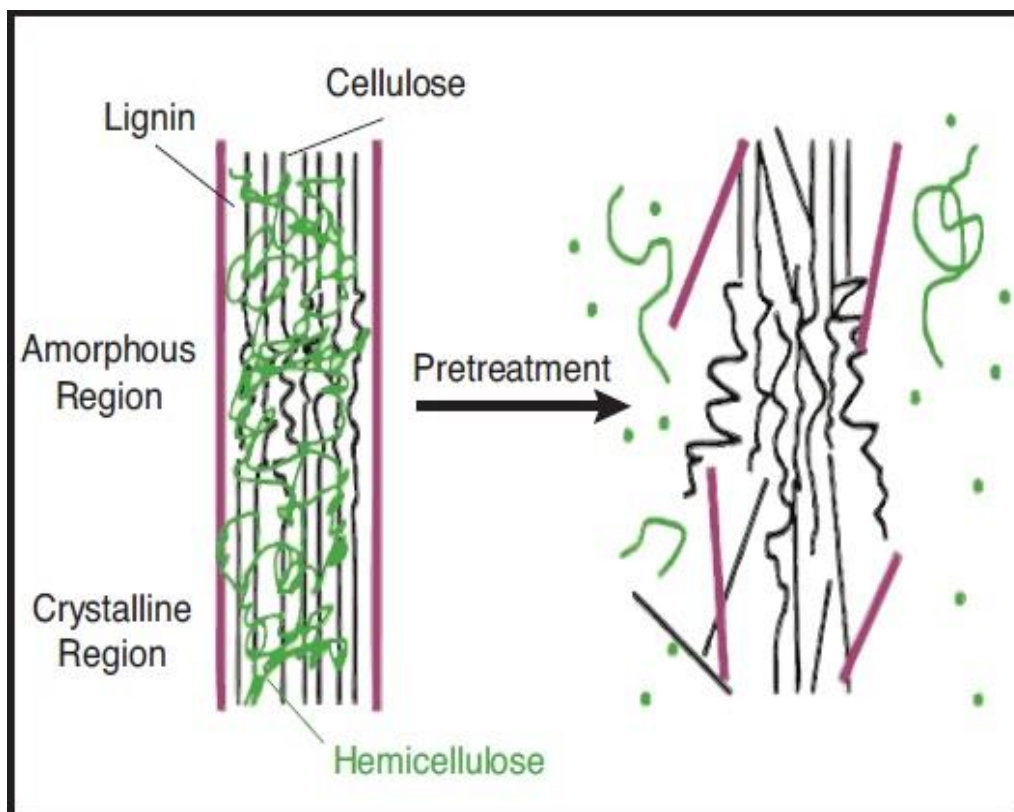 Cellulose
Lignin
Amorphous
Region
Pretreatment
Crystalline
Region
Hemicellulose